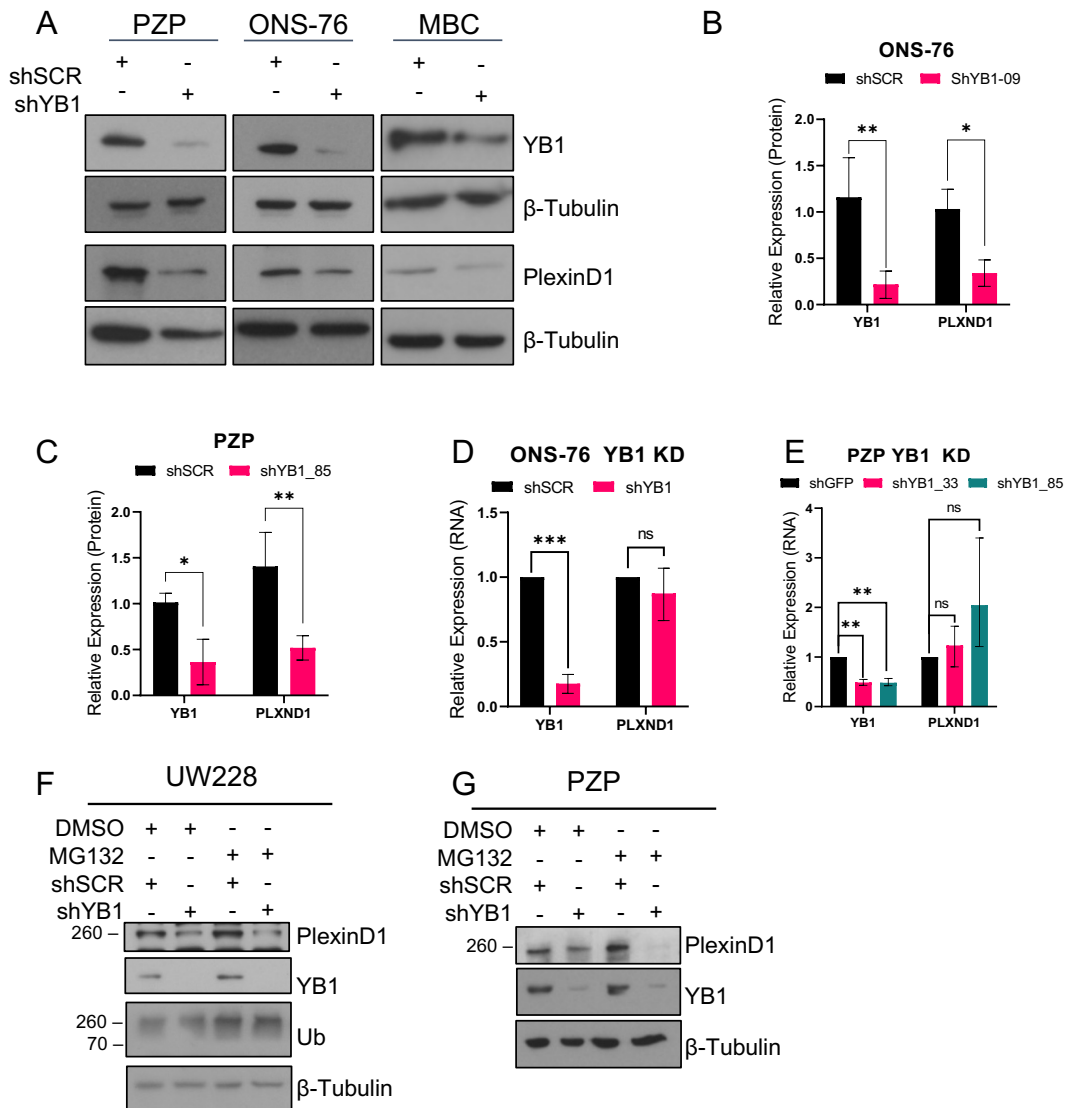 A
PZP ONS-76 MBC
shSCR + - + - + -
shYB1 - + - + - +
YB1
β-Tubulin
PlexinD1
β-Tubulin
B
ONS-76
shSCR ShYB1-09
Relative Expression (Protein)
1.5
1.0
0.5
0.0
** *
YB1 PLXND1
C
PZP
shSCR shYB1_85
Relative Expression (Protein)
2.0
1.5
1.0
0.5
0.0
* **
YB1 PLXND1
D
ONS-76 YB1 KD
shSCR shYB1
Relative Expression (RNA)
1.5
1.0
0.5
0.0
*** ns
YB1 PLXND1
E
PZP YB1 KD
shGFP shYB1_33 shYB1_85
Relative Expression (RNA)
4
3
2
1
0
** ** ns ns
YB1 PLXND1
F
UW228
DMSO + + - -
MG132 - - + +
shSCR + - + -
shYB1 - + - +
260 – PlexinD1
YB1
260 –
70 – Ub
β-Tubulin
G
PZP
DMSO + + - -
MG132 - - + +
shSCR + - + -
shYB1 - + - +
260 – PlexinD1
YB1
β-Tubulin